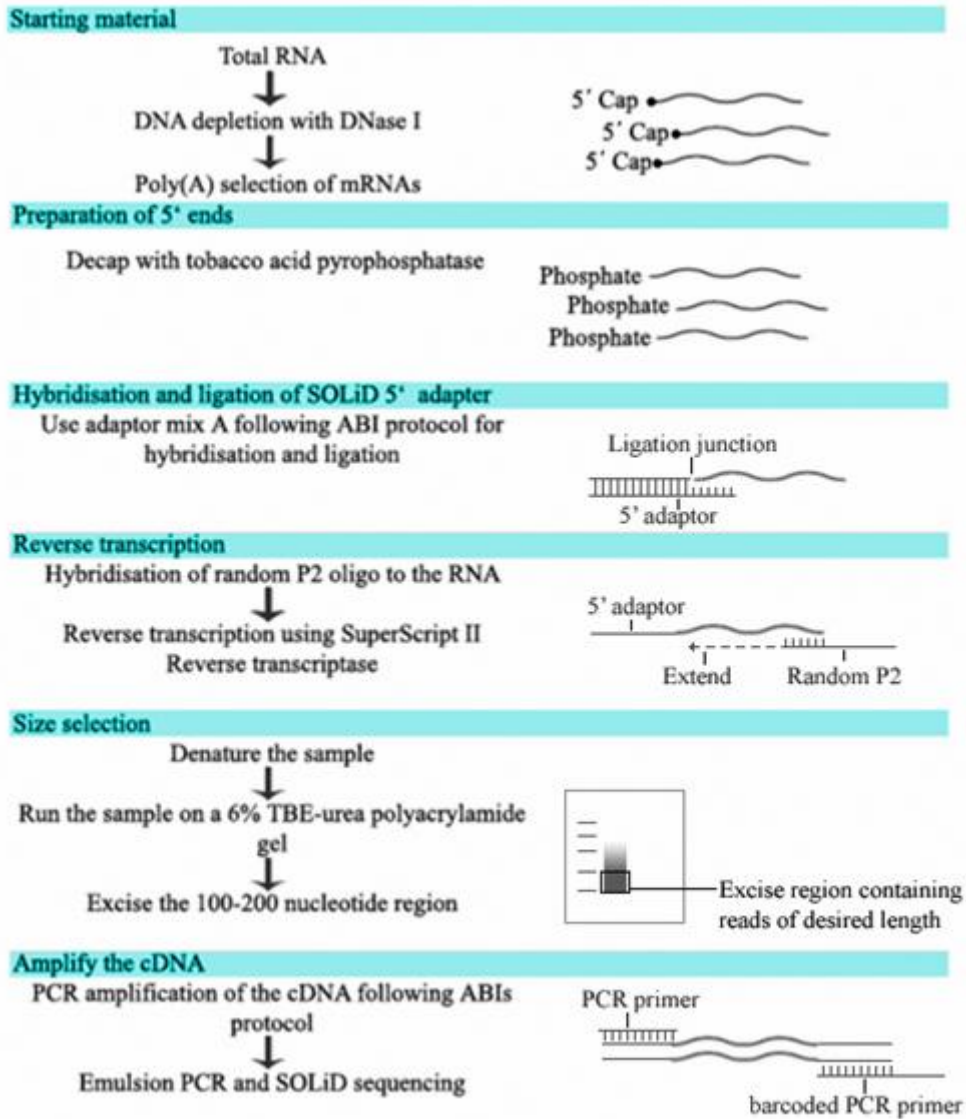 Starting material
Total RNA
DNA depletion with DNase I
Poly(A) selection of mRNAs
5' Cap
5' Cap
5' Cap
Preparation of 5' ends
Decap with tobacco acid pyrophosphatase
Phosphate
Phosphate
Phosphate
Hybridisation and ligation of SOLiD 5' adapter
Use adaptor mix A following ABI protocol for
hybridisation and ligation
Ligation junction
5' adaptor
Reverse transcription
Hybridisation of random P2 oligo to the RNA
Reverse transcription using SuperScript II
Reverse transcriptase
5' adaptor
Extend
Random P2
Size selection
Denature the sample
Run the sample on a 6% TBE-urea polyacrylamide
gel
Excise the 100-200 nucleotide region
Excise region containing
reads of desired length
Amplify the cDNA
PCR amplification of the cDNA following ABIs
protocol
Emulsion PCR and SOLiD sequencing
PCR primer
barcoded PCR primer